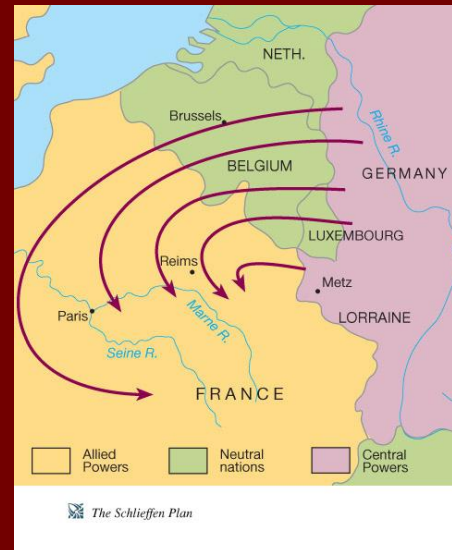 NETH.
Brussels
Rhine R.
BELGIUM
GERMANY
LUXEMBOURG
Reims
Metz
Paris
Marne R.
LORRAINE
Seine R.
FRANCE
Allied
Powers
Neutral
nations
Central
Powers
The Schlieffen Plan